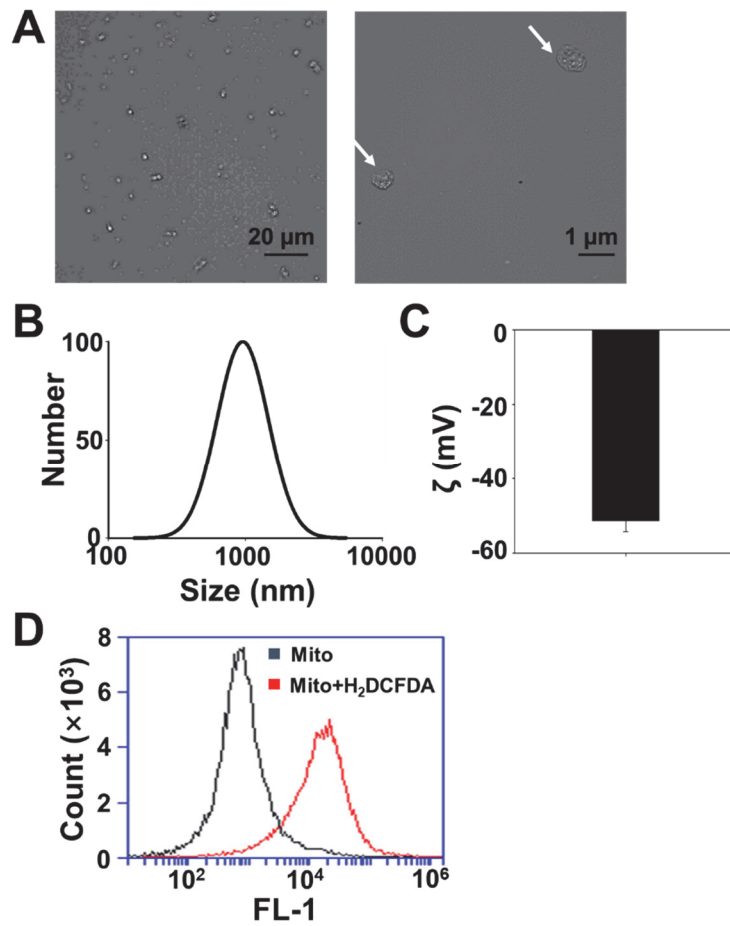 A
20 μm
1 μm
B
100
50
0
Number
100
1000
10000
Size (nm)
C
0
-20
-40
-60
ζ (mV)
D
8
6
4
2
0
Count (×10³)
Mito
Mito+H₂DCFDA
10²
10⁴
10⁶
FL-1